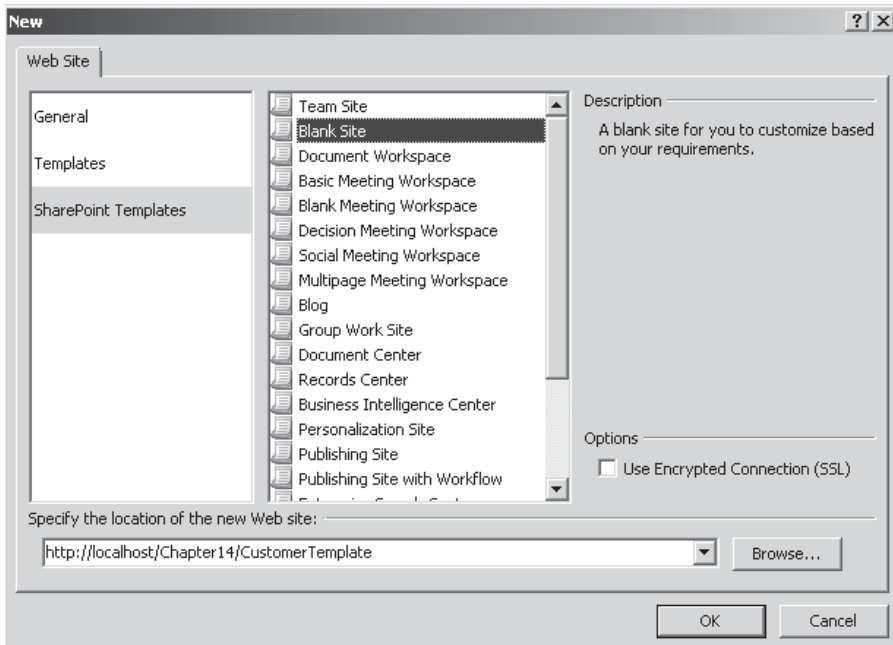 New
Web Site
General
Templates
SharePoint Templates
Team Site
Blank Site
Document Workspace
Basic Meeting Workspace
Blank Meeting Workspace
Decision Meeting Workspace
Social Meeting Workspace
Multipage Meeting Workspace
Blog
Group Work Site
Document Center
Records Center
Business Intelligence Center
Personalization Site
Publishing Site
Publishing Site with Workflow
Description
A blank site for you to customize based
on your requirements.
Options
Use Encrypted Connection (SSL)
Specify the location of the new Web site:
http://localhost/Chapter14/CustomerTemplate
Browse...
OK
Cancel